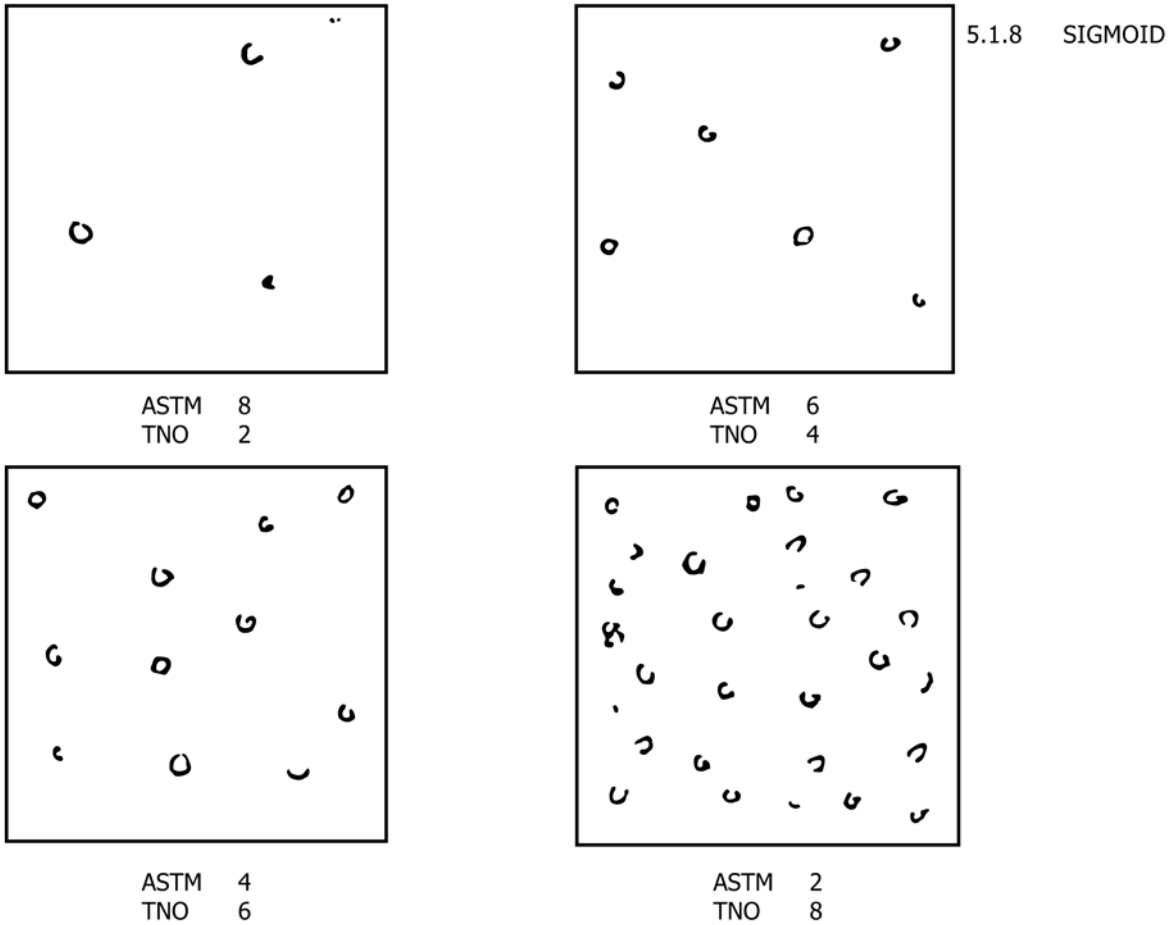 5.1.8 SIGMOID
ASTM 8
TNO 2
ASTM 6
TNO 4
ASTM 4
TNO 6
ASTM 2
TNO 8